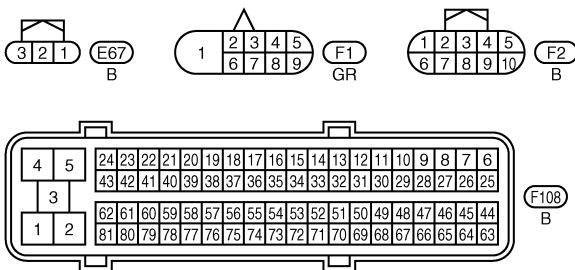 3 2 1 E67
B
1 2 3 4 5 F1
6 7 8 9
GR
1 2 3 4 5 F2
6 7 8 9 10
B
4 5 24 23 22 21 20 19 18 17 16 15 14 13 12 11 10 9 8 7 6
43 42 41 40 39 38 37 36 35 34 33 32 31 30 29 28 27 26 25
3 F108
B
1 2 62 61 60 59 58 57 56 55 54 53 52 51 50 49 48 47 46 45 44
81 80 79 78 77 76 75 74 73 72 71 70 69 68 67 66 65 64 63